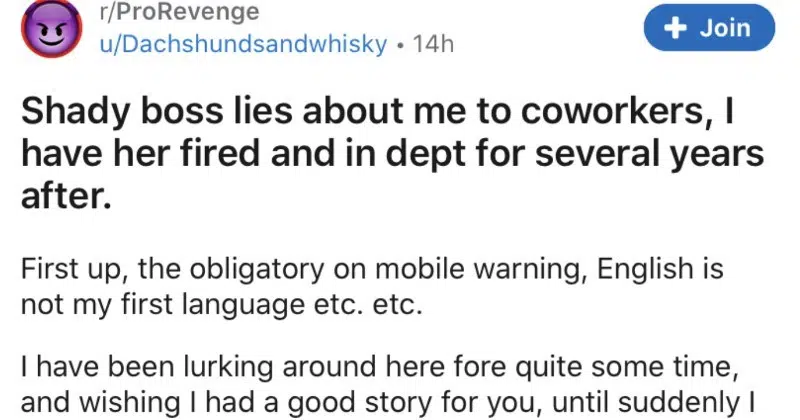 r/ProRevenge
u/Dachshundsandwhisky • 14h
+ Join
Shady boss lies about me to coworkers, I
have her fired and in dept for several years
after.
First up, the obligatory on mobile warning, English is
not my first language etc. etc.
I have been lurking around here fore quite some time,
and wishing I had a good story for you, until suddenly I